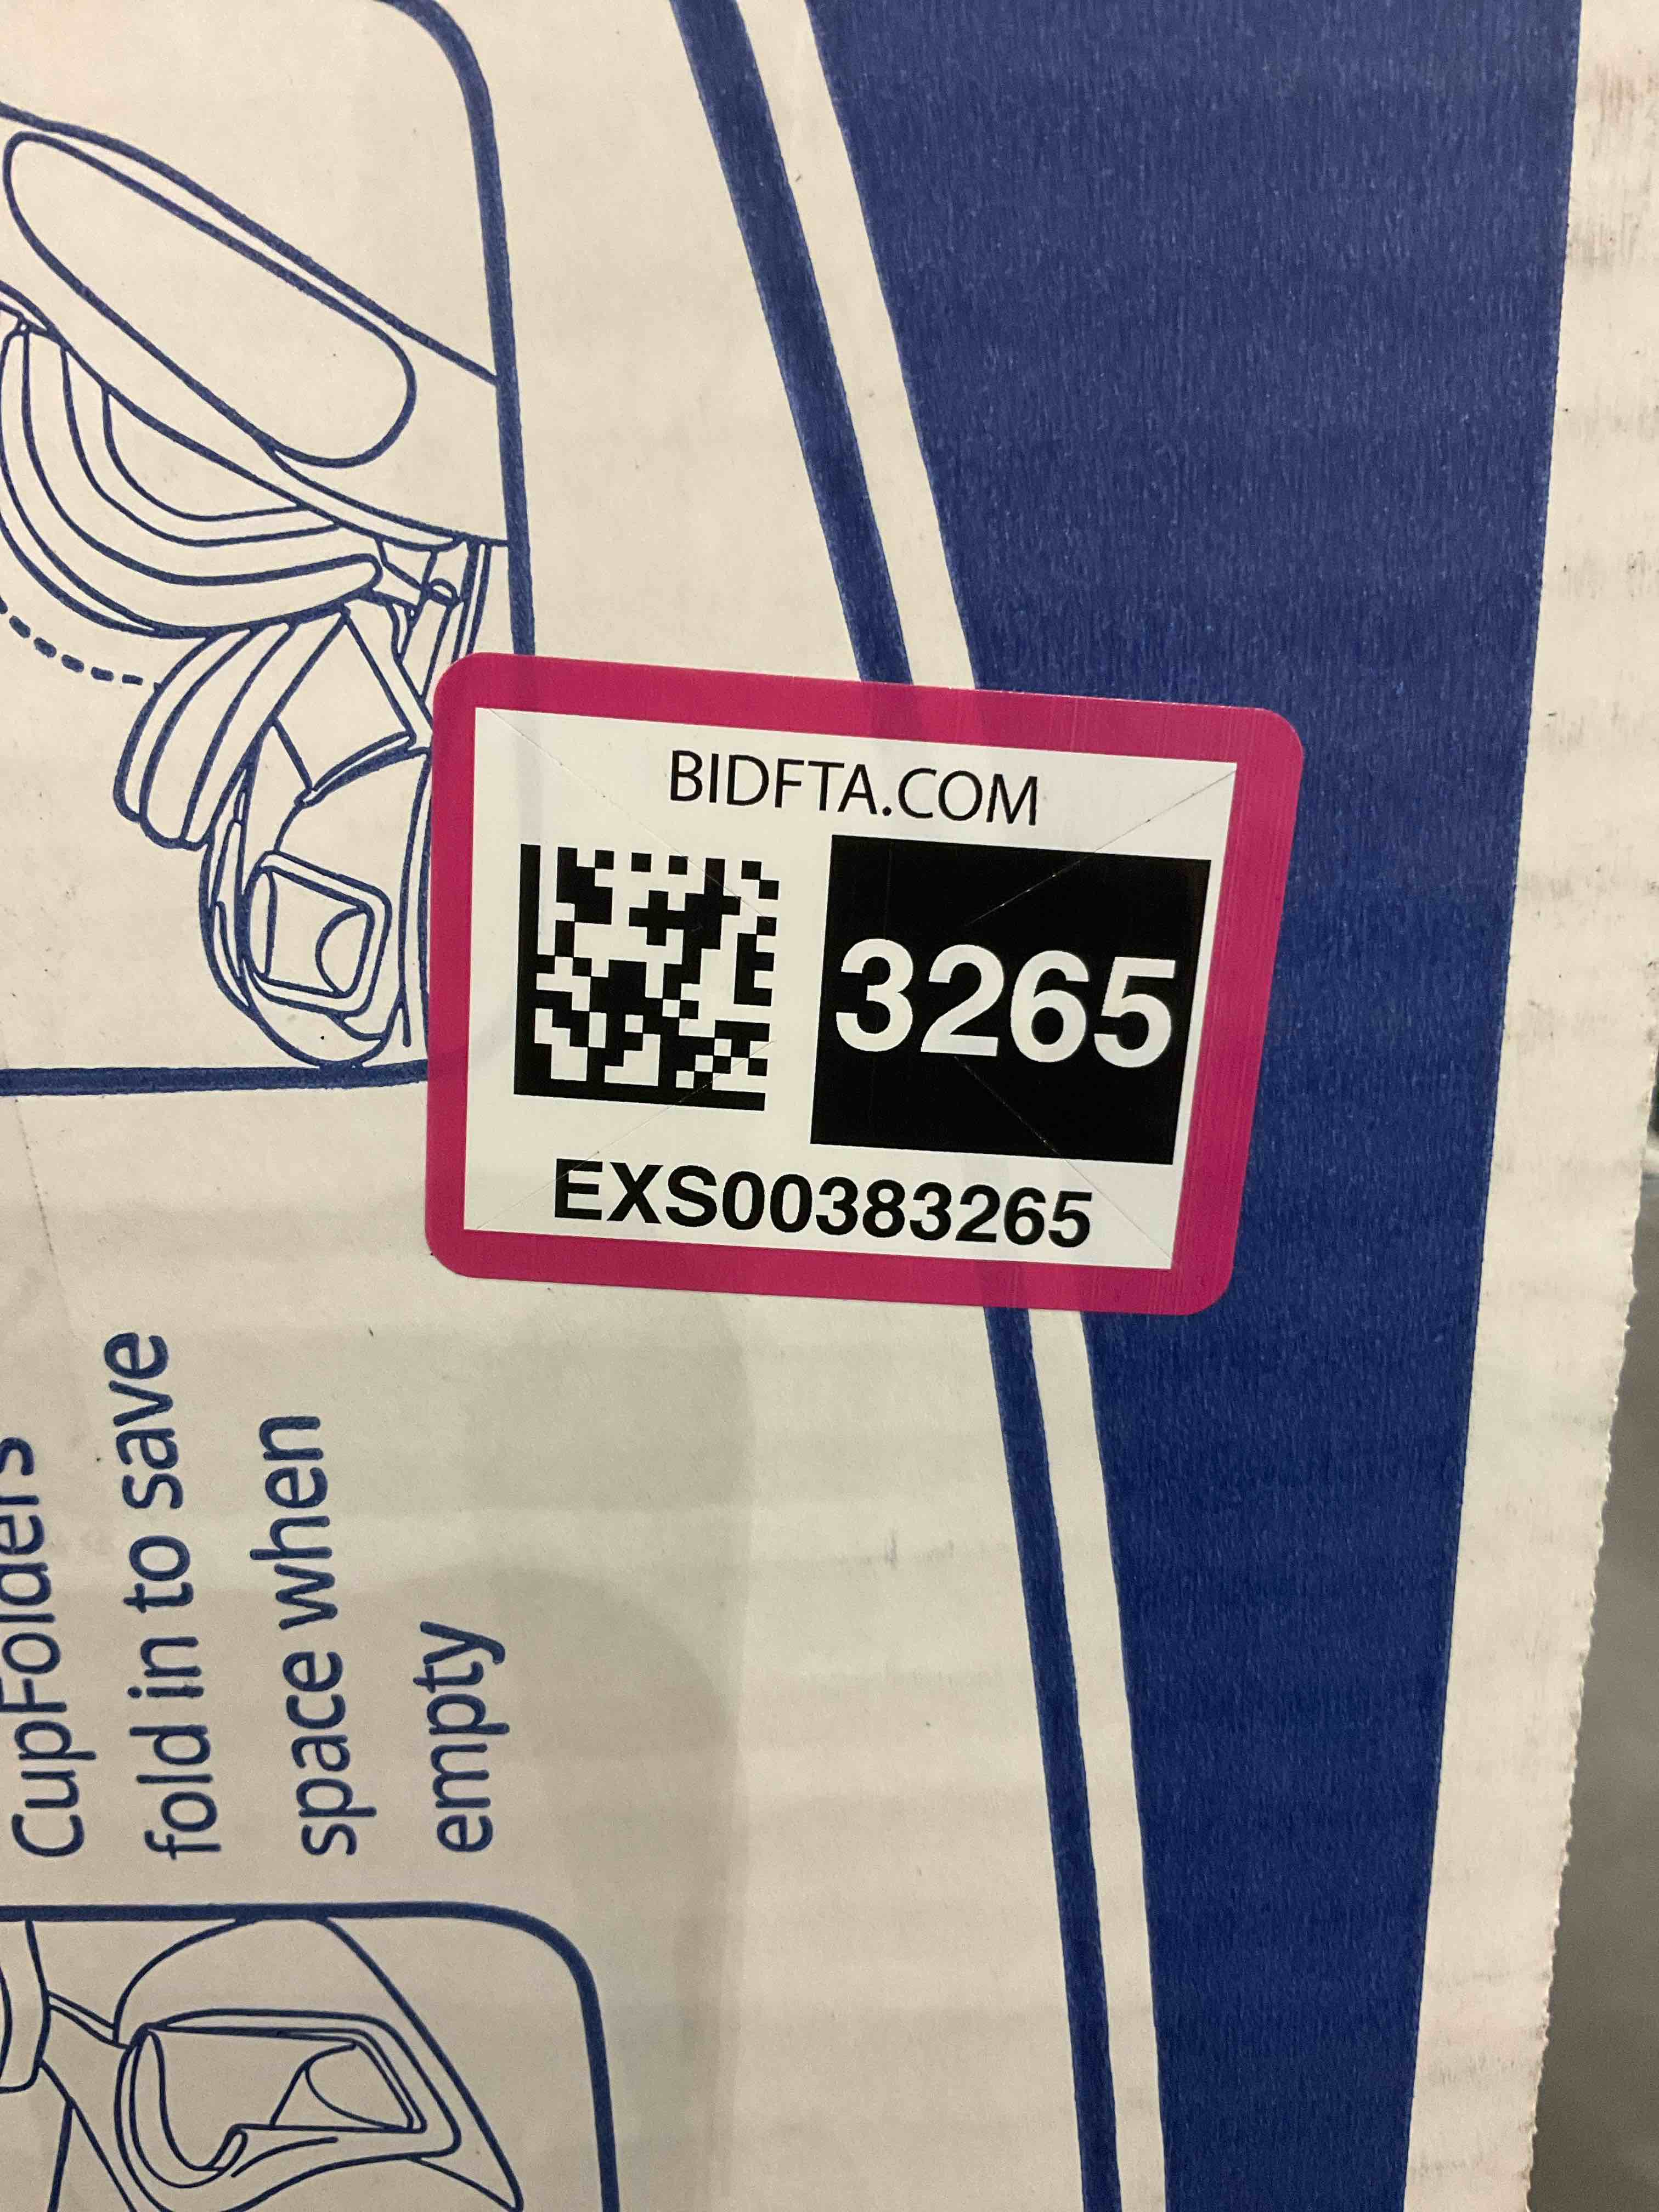 BIDFTA.COM
3265
EXS00383265
CupFolders
fold in to save
space when
empty